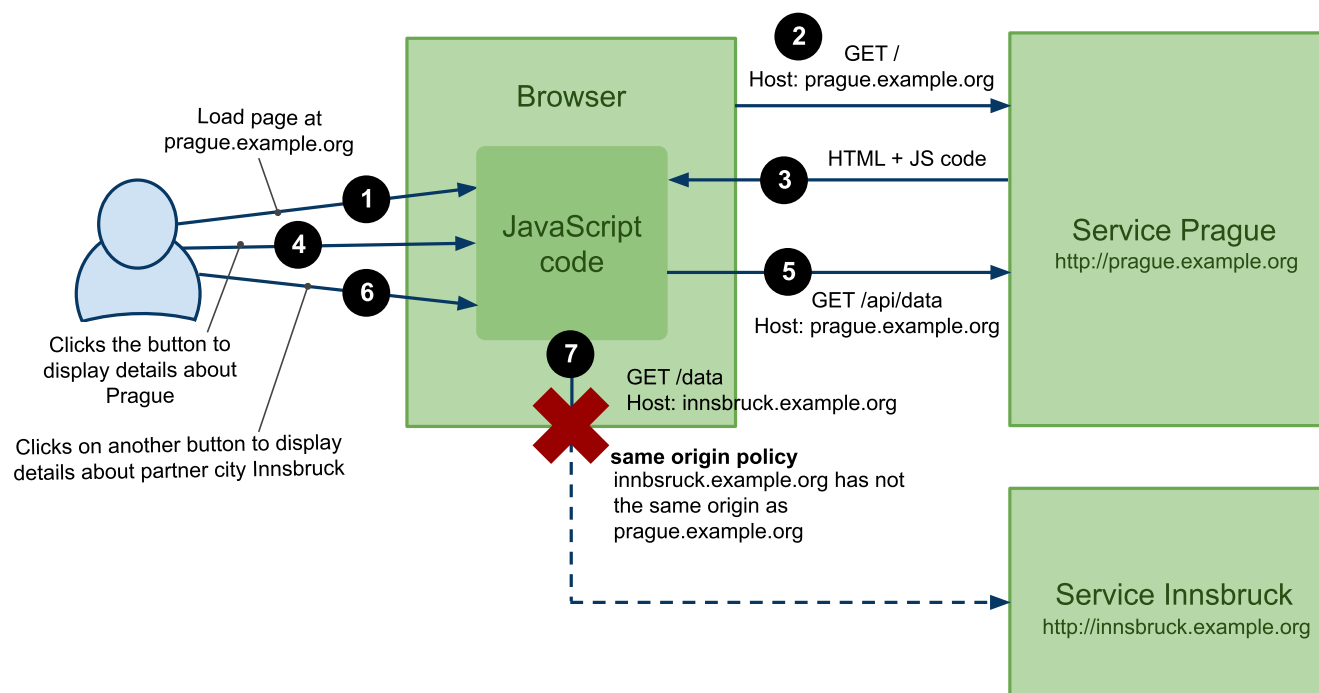 2
GET /
Host: prague.example.org
Browser
Load page at
prague.example.org
HTML + JS code
3
1
JavaScript
code
Service Prague
http://prague.example.org
4
5
6
GET /api/data
Host: prague.example.org
Clicks the button to
display details about
Prague
7
GET /data
Host: innsbruck.example.org
Clicks on another button to display
details about partner city Innsbruck
same origin policy
innbsruck.example.org has not
the same origin as
prague.example.org
Service Innsbruck
http://innsbruck.example.org